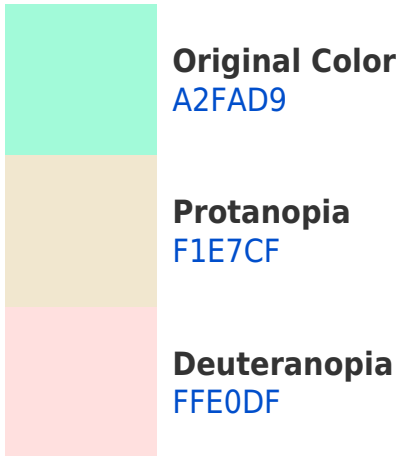 Original Color
A2FAD9
Protanopia
F1E7CF
Deuteranopia
FFE0DF